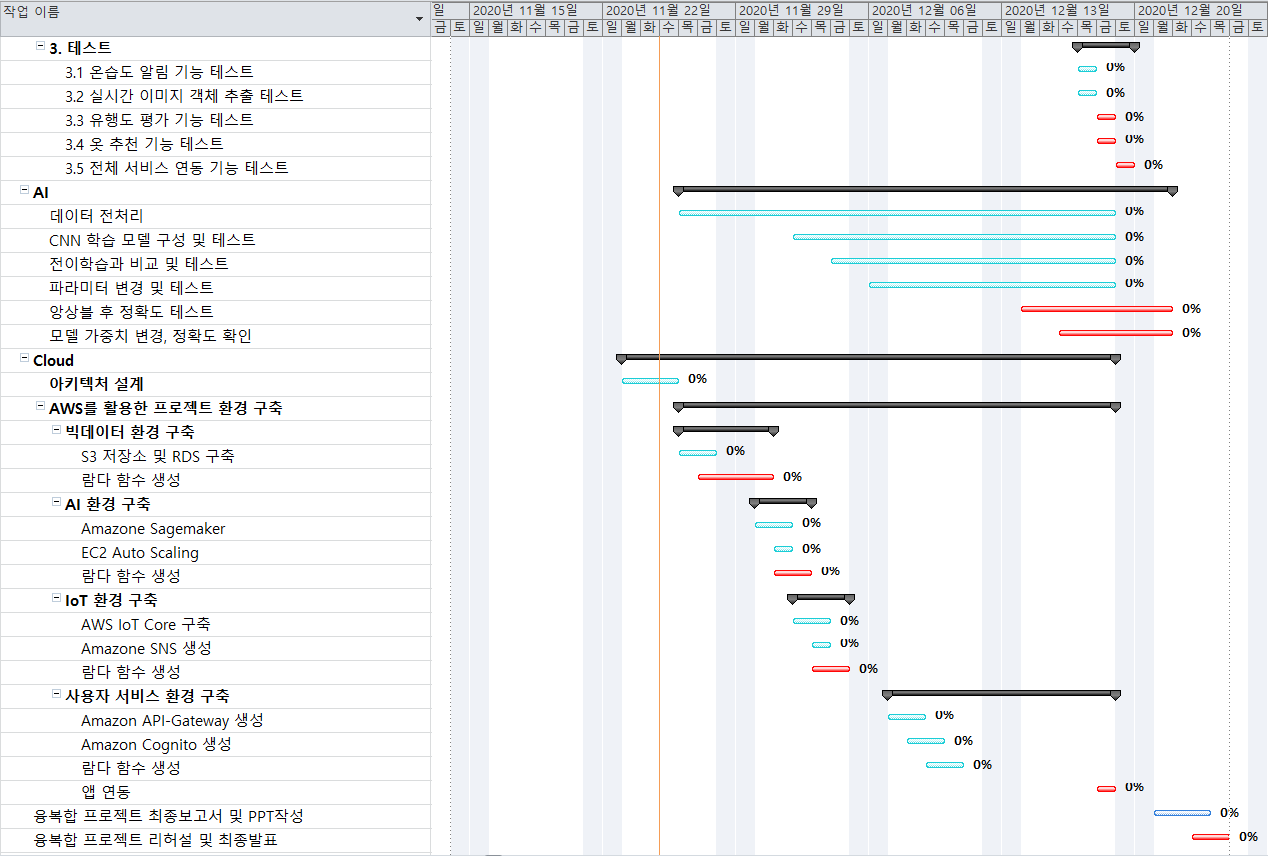 작업 이름
일 2020년 11월 15일 2020년 11월 22일 2020년 11월 29일 2020년 12월 06일 2020년 12월 13일 2020년 12월 20일
금 토 일 월 화 수 목 금 토 일 월 화 수 목 금 토 일 월 화 수 목 금 토 일 월 화 수 목 금 토 일 월 화 수 목 금 토 일 월 화 수 목 금 토
3. 테스트
3.1 온습도 알림 기능 테스트 0%
3.2 실시간 이미지 객체 추출 테스트 0%
3.3 유행도 평가 기능 테스트 0%
3.4 옷 추천 기능 테스트 0%
3.5 전체 서비스 연동 기능 테스트 0%
AI
데이터 전처리 0%
CNN 학습 모델 구성 및 테스트 0%
전이학습과 비교 및 테스트 0%
파라미터 변경 및 테스트 0%
앙상블 후 정확도 테스트 0%
모델 가중치 변경, 정확도 확인 0%
Cloud
아키텍처 설계 0%
AWS를 활용한 프로젝트 환경 구축
빅데이터 환경 구축
S3 저장소 및 RDS 구축 0%
람다 함수 생성 0%
AI 환경 구축
Amazone Sagemaker 0%
EC2 Auto Scaling 0%
람다 함수 생성 0%
IoT 환경 구축
AWS IoT Core 구축 0%
Amazone SNS 생성 0%
람다 함수 생성 0%
사용자 서비스 환경 구축
Amazon API-Gateway 생성 0%
Amazon Cognito 생성 0%
람다 함수 생성 0%
앱 연동 0%
융복합 프로젝트 최종보고서 및 PPT작성 0%
융복합 프로젝트 리허설 및 최종발표 0%